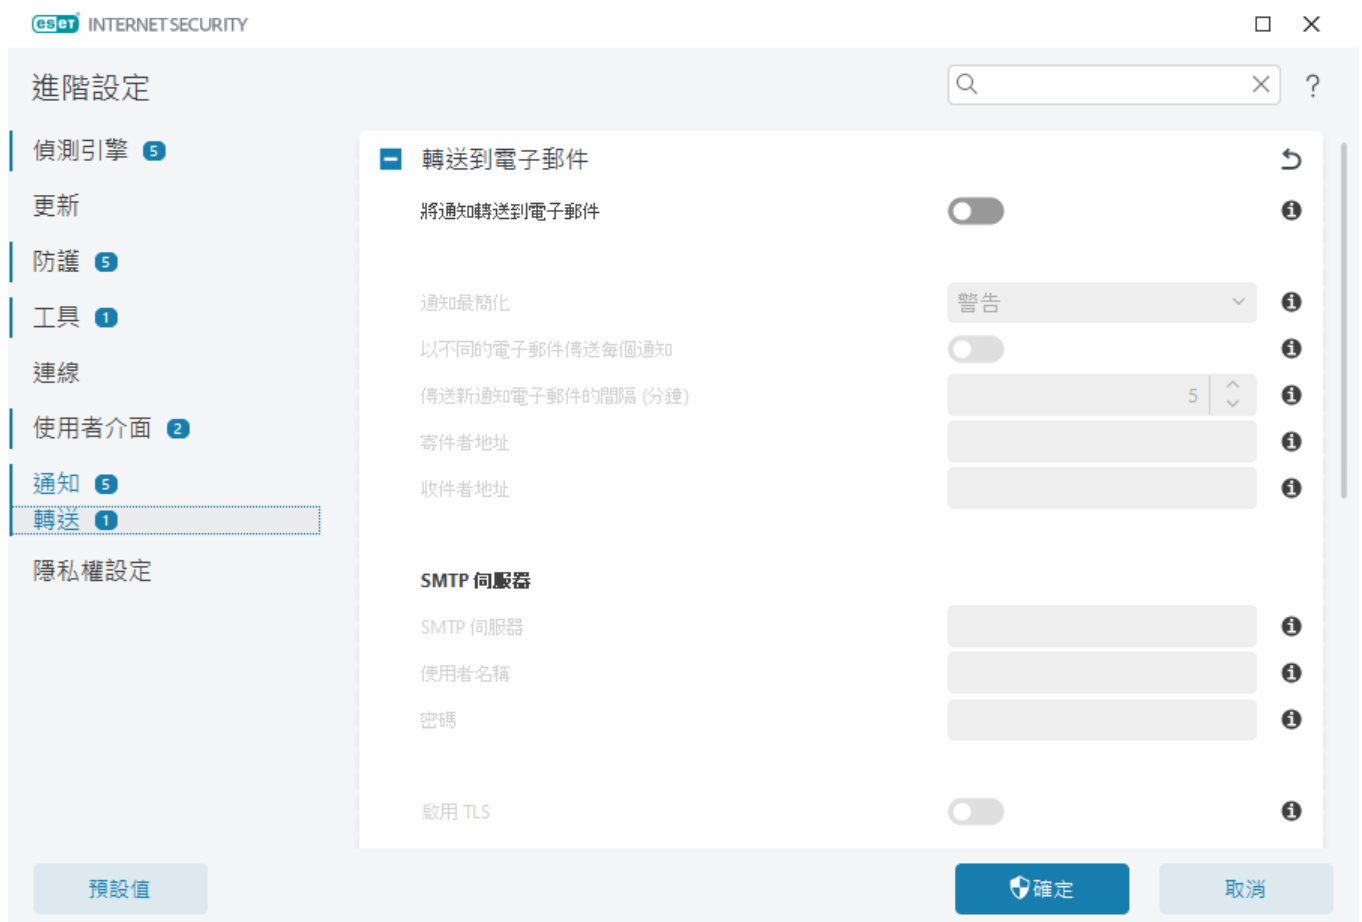 eset INTERNET SECURITY
進階設定
?
偵測引擎 5
更新
防護 5
工具 1
連線
使用者介面 2
通知 5
轉送 1
隱私權設定
轉送到電子郵件
將通知轉送到電子郵件
通知最簡化 警告
以不同的電子郵件傳送每個通知
傳送新通知電子郵件的間隔 (分鐘) 5
寄件者地址
收件者地址
SMTP 伺服器
SMTP 伺服器
使用者名稱
密碼
啟用 TLS
預設值
確定
取消